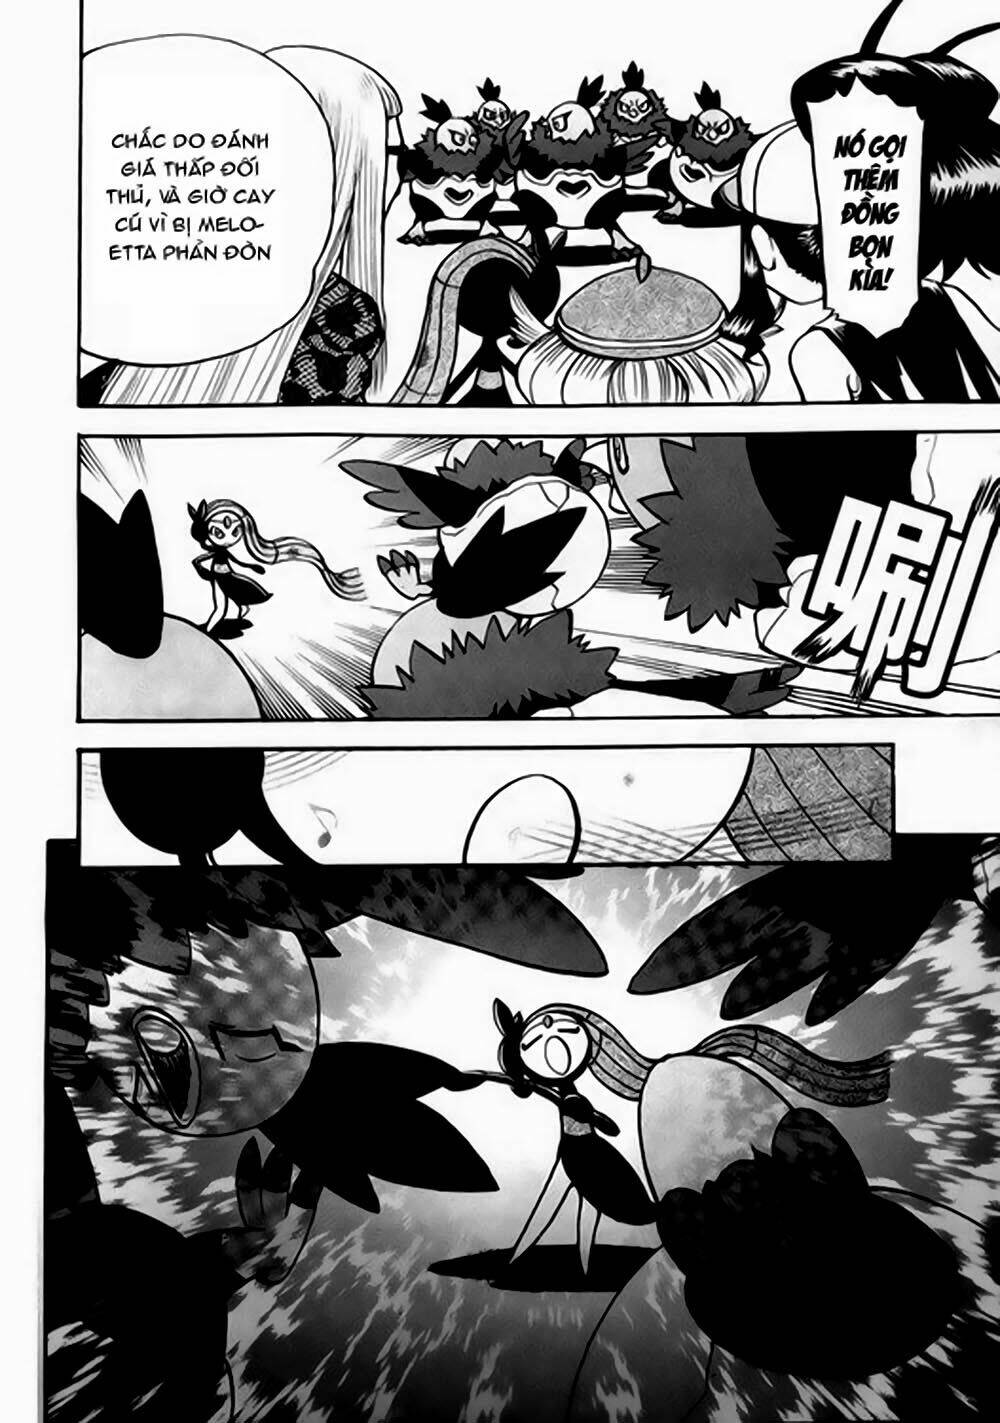 NÓ GỌI
THÊM
ĐỒNG
BỌN
KÌA!
CHẮC DO ĐÁNH
GIÁ THẤP ĐỐI
THỦ, VÀ GIỜ CAY
CÚ VÌ BỊ MELO-
ETTA PHẢN ĐÒN
唰